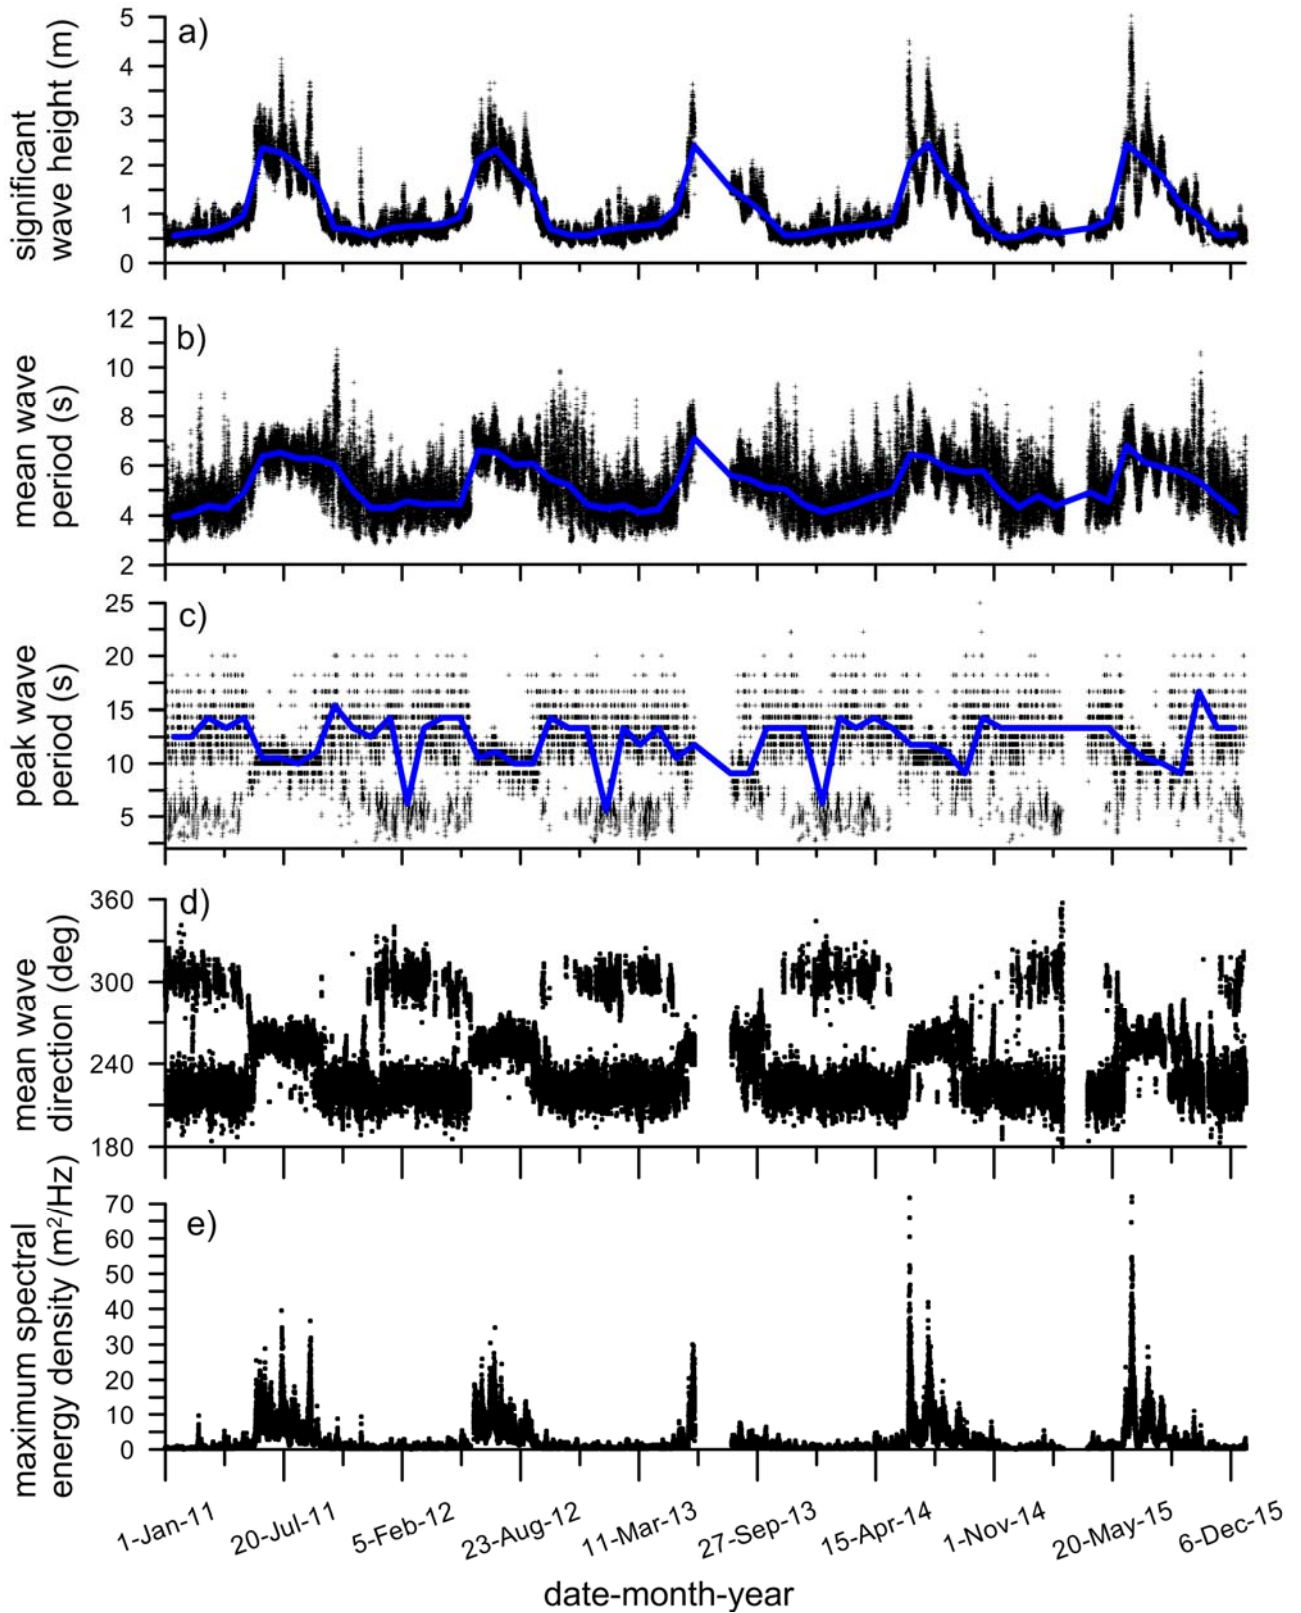 a)
significant
wave height (m)
5
4
3
2
1
0
b)
mean wave
period (s)
12
10
8
6
4
2
c)
peak wave
period (s)
25
20
15
10
5
d)
mean wave
direction (deg)
360
300
240
180
e)
maximum spectral
energy density (m²/Hz)
70
60
50
40
30
20
10
0
1-Jan-11
20-Jul-11
5-Feb-12
23-Aug-12
11-Mar-13
27-Sep-13
15-Apr-14
1-Nov-14
20-May-15
6-Dec-15
date-month-year